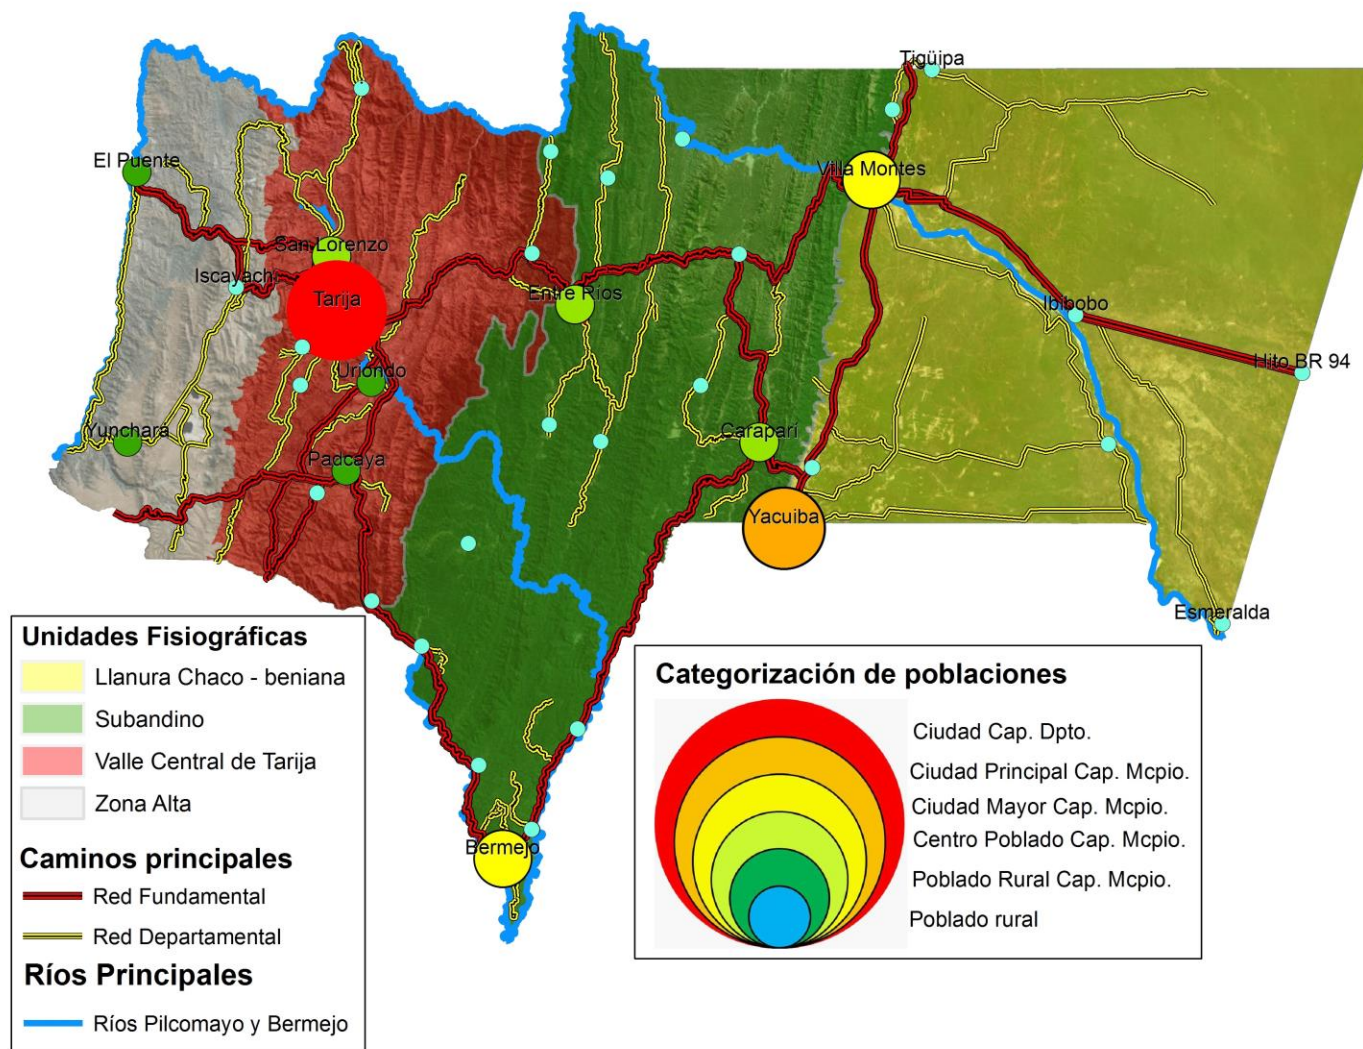 Tigüipa
El Puente
Villa Montes
San Lorenzo
Iscayach.
Tarija
Entre Rios
Ibibobo
Hito BR 94
Uriondo
Yunchará
Carapari
Padcaya
Yacuiba
Esmeralda
Bermejo
Unidades Fisiográficas
Llanura Chaco - beniana
Subandino
Valle Central de Tarija
Zona Alta
Caminos principales
Red Fundamental
Red Departamental
Ríos Principales
Ríos Pilcomayo y Bermejo
Categorización de poblaciones
Ciudad Cap. Dpto.
Ciudad Principal Cap. Mcpio.
Ciudad Mayor Cap. Mcpio.
Centro Poblado Cap. Mcpio.
Poblado Rural Cap. Mcpio.
Poblado rural